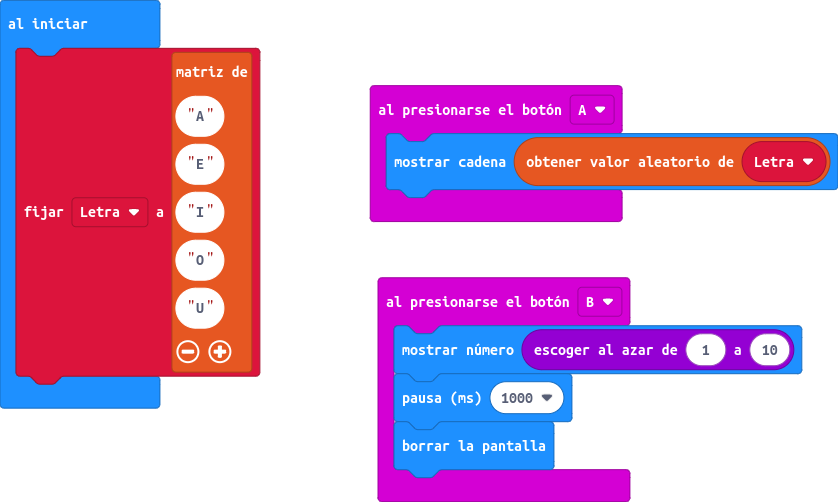 al iniciar
fijar Letra a
matriz de
"A"
"E"
"I"
"O"
"U"
al presionarse el botón A
mostrar cadena obtener valor aleatorio de Letra
al presionarse el botón B
mostrar número escoger al azar de 1 a 10
pausa (ms) 1000
borrar la pantalla